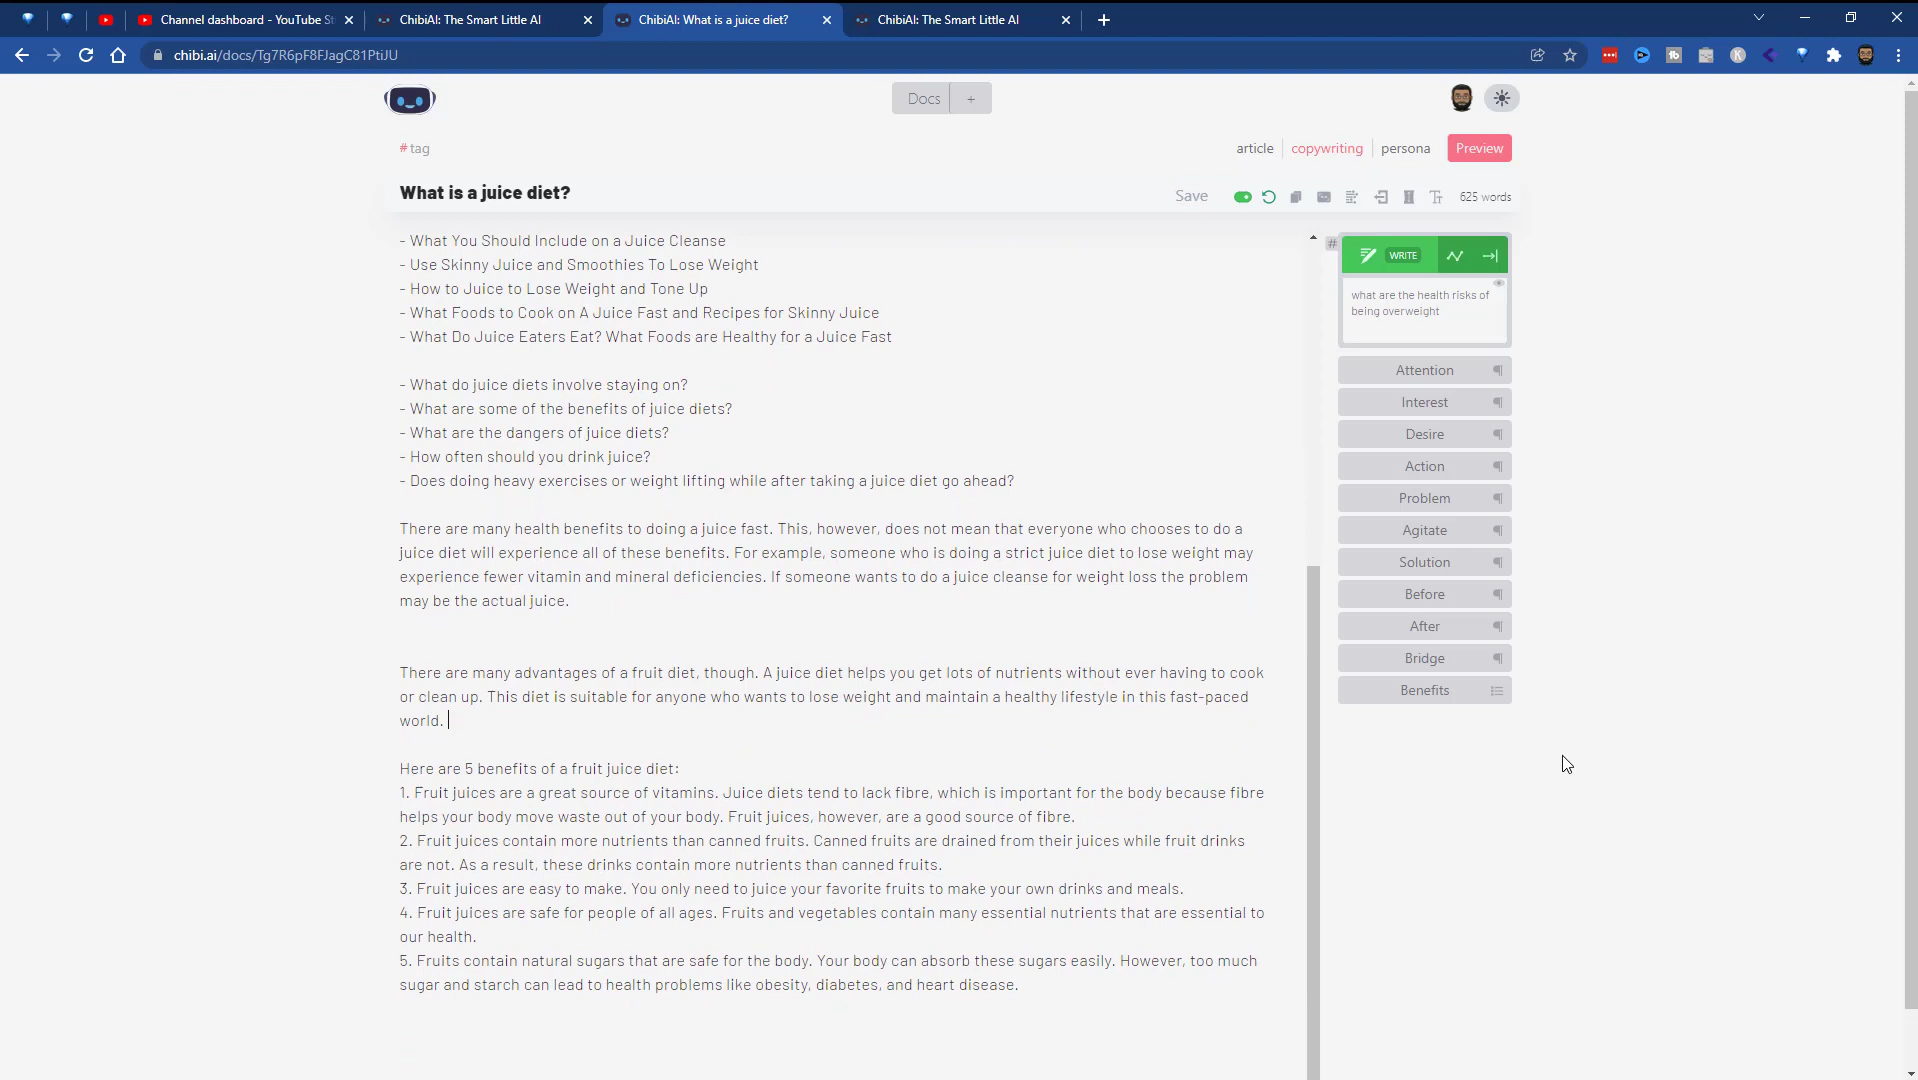 Channel dashboard - YouTube St
ChibiAI: The Smart Little AI
ChibiAI: What is a juice diet?
ChibiAI: The Smart Little AI
chibi.ai/docs/Tg7R6pF8FJagC81PtiJU
Docs +
# tag
article
copywriting
persona
Preview
What is a juice diet?
Save
625 words
- What You Should Include on a Juice Cleanse
- Use Skinny Juice and Smoothies To Lose Weight
- How to Juice to Lose Weight and Tone Up
- What Foods to Cook on A Juice Fast and Recipes for Skinny Juice
- What Do Juice Eaters Eat? What Foods are Healthy for a Juice Fast
- What do juice diets involve staying on?
- What are some of the benefits of juice diets?
- What are the dangers of juice diets?
- How often should you drink juice?
- Does doing heavy exercises or weight lifting while after taking a juice diet go ahead?
There are many health benefits to doing a juice fast. This, however, does not mean that everyone who chooses to do a
juice diet will experience all of these benefits. For example, someone who is doing a strict juice diet to lose weight may
experience fewer vitamin and mineral deficiencies. If someone wants to do a juice cleanse for weight loss the problem
may be the actual juice.
There are many advantages of a fruit diet, though. A juice diet helps you get lots of nutrients without ever having to cook
or clean up. This diet is suitable for anyone who wants to lose weight and maintain a healthy lifestyle in this fast-paced
world.
Here are 5 benefits of a fruit juice diet:
1. Fruit juices are a great source of vitamins. Juice diets tend to lack fibre, which is important for the body because fibre
helps your body move waste out of your body. Fruit juices, however, are a good source of fibre.
2. Fruit juices contain more nutrients than canned fruits. Canned fruits are drained from their juices while fruit drinks
are not. As a result, these drinks contain more nutrients than canned fruits.
3. Fruit juices are easy to make. You only need to juice your favorite fruits to make your own drinks and meals.
4. Fruit juices are safe for people of all ages. Fruits and vegetables contain many essential nutrients that are essential to
our health.
5. Fruits contain natural sugars that are safe for the body. Your body can absorb these sugars easily. However, too much
sugar and starch can lead to health problems like obesity, diabetes, and heart disease.
#
WRITE
what are the health risks of
being overweight
Attention
Interest
Desire
Action
Problem
Agitate
Solution
Before
After
Bridge
Benefits